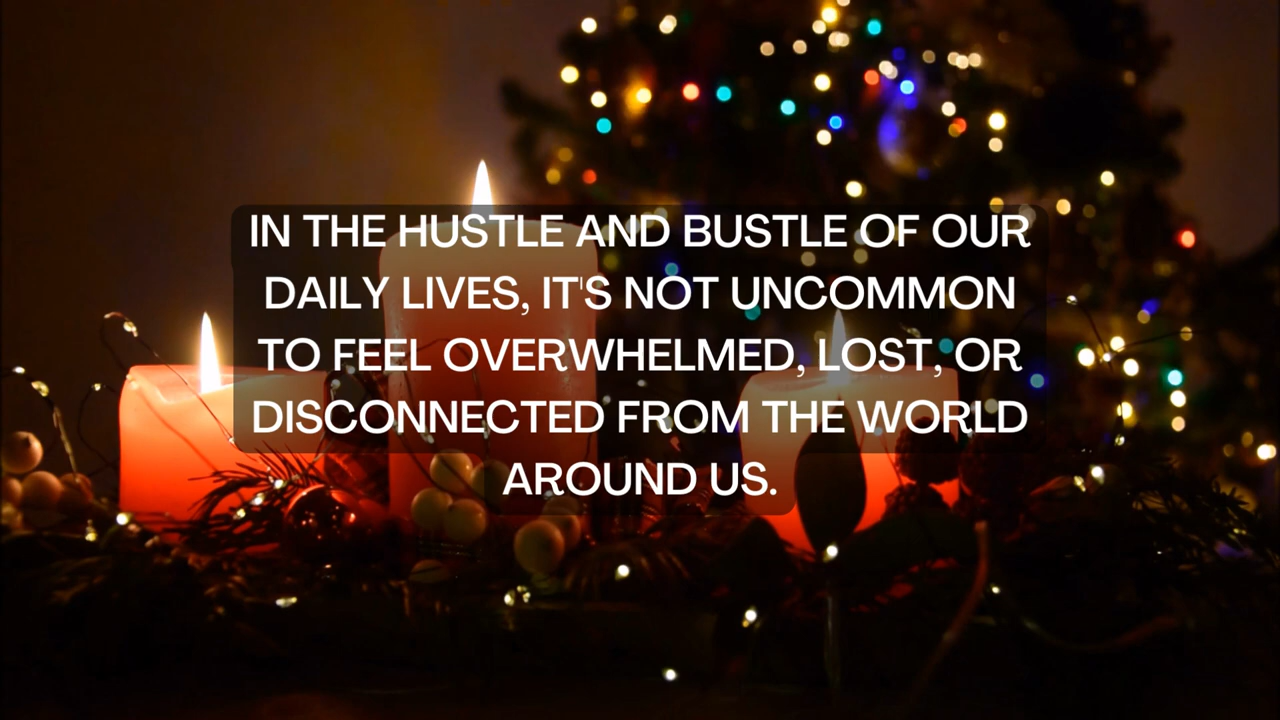 IN THE HUSTLE AND BUSTLE OF OUR
DAILY LIVES, IT'S NOT UNCOMMON
TO FEEL OVERWHELMED, LOST, OR
DISCONNECTED FROM THE WORLD
AROUND US.